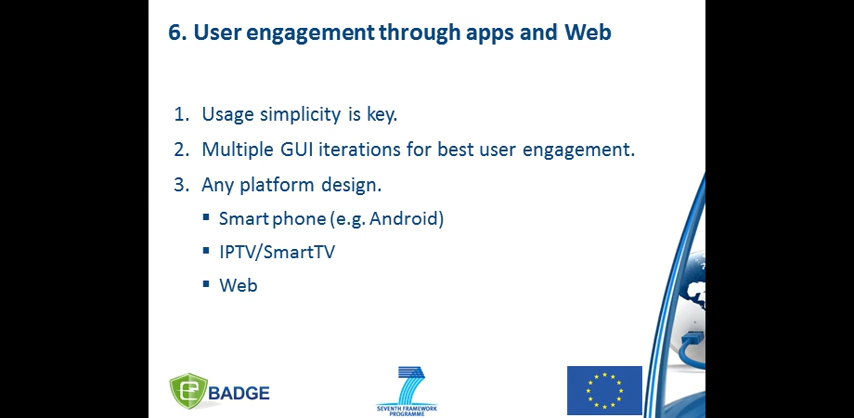 6. User engagement through apps and Web
1. Usage simplicity is key.
2. Multiple GUI iterations for best user engagement.
3. Any platform design.
▪ Smart phone (e.g. Android)
▪ IPTV/SmartTV
▪ Web
e BADGE
7
SEVENTH FRAMEWORK
PROGRAMME